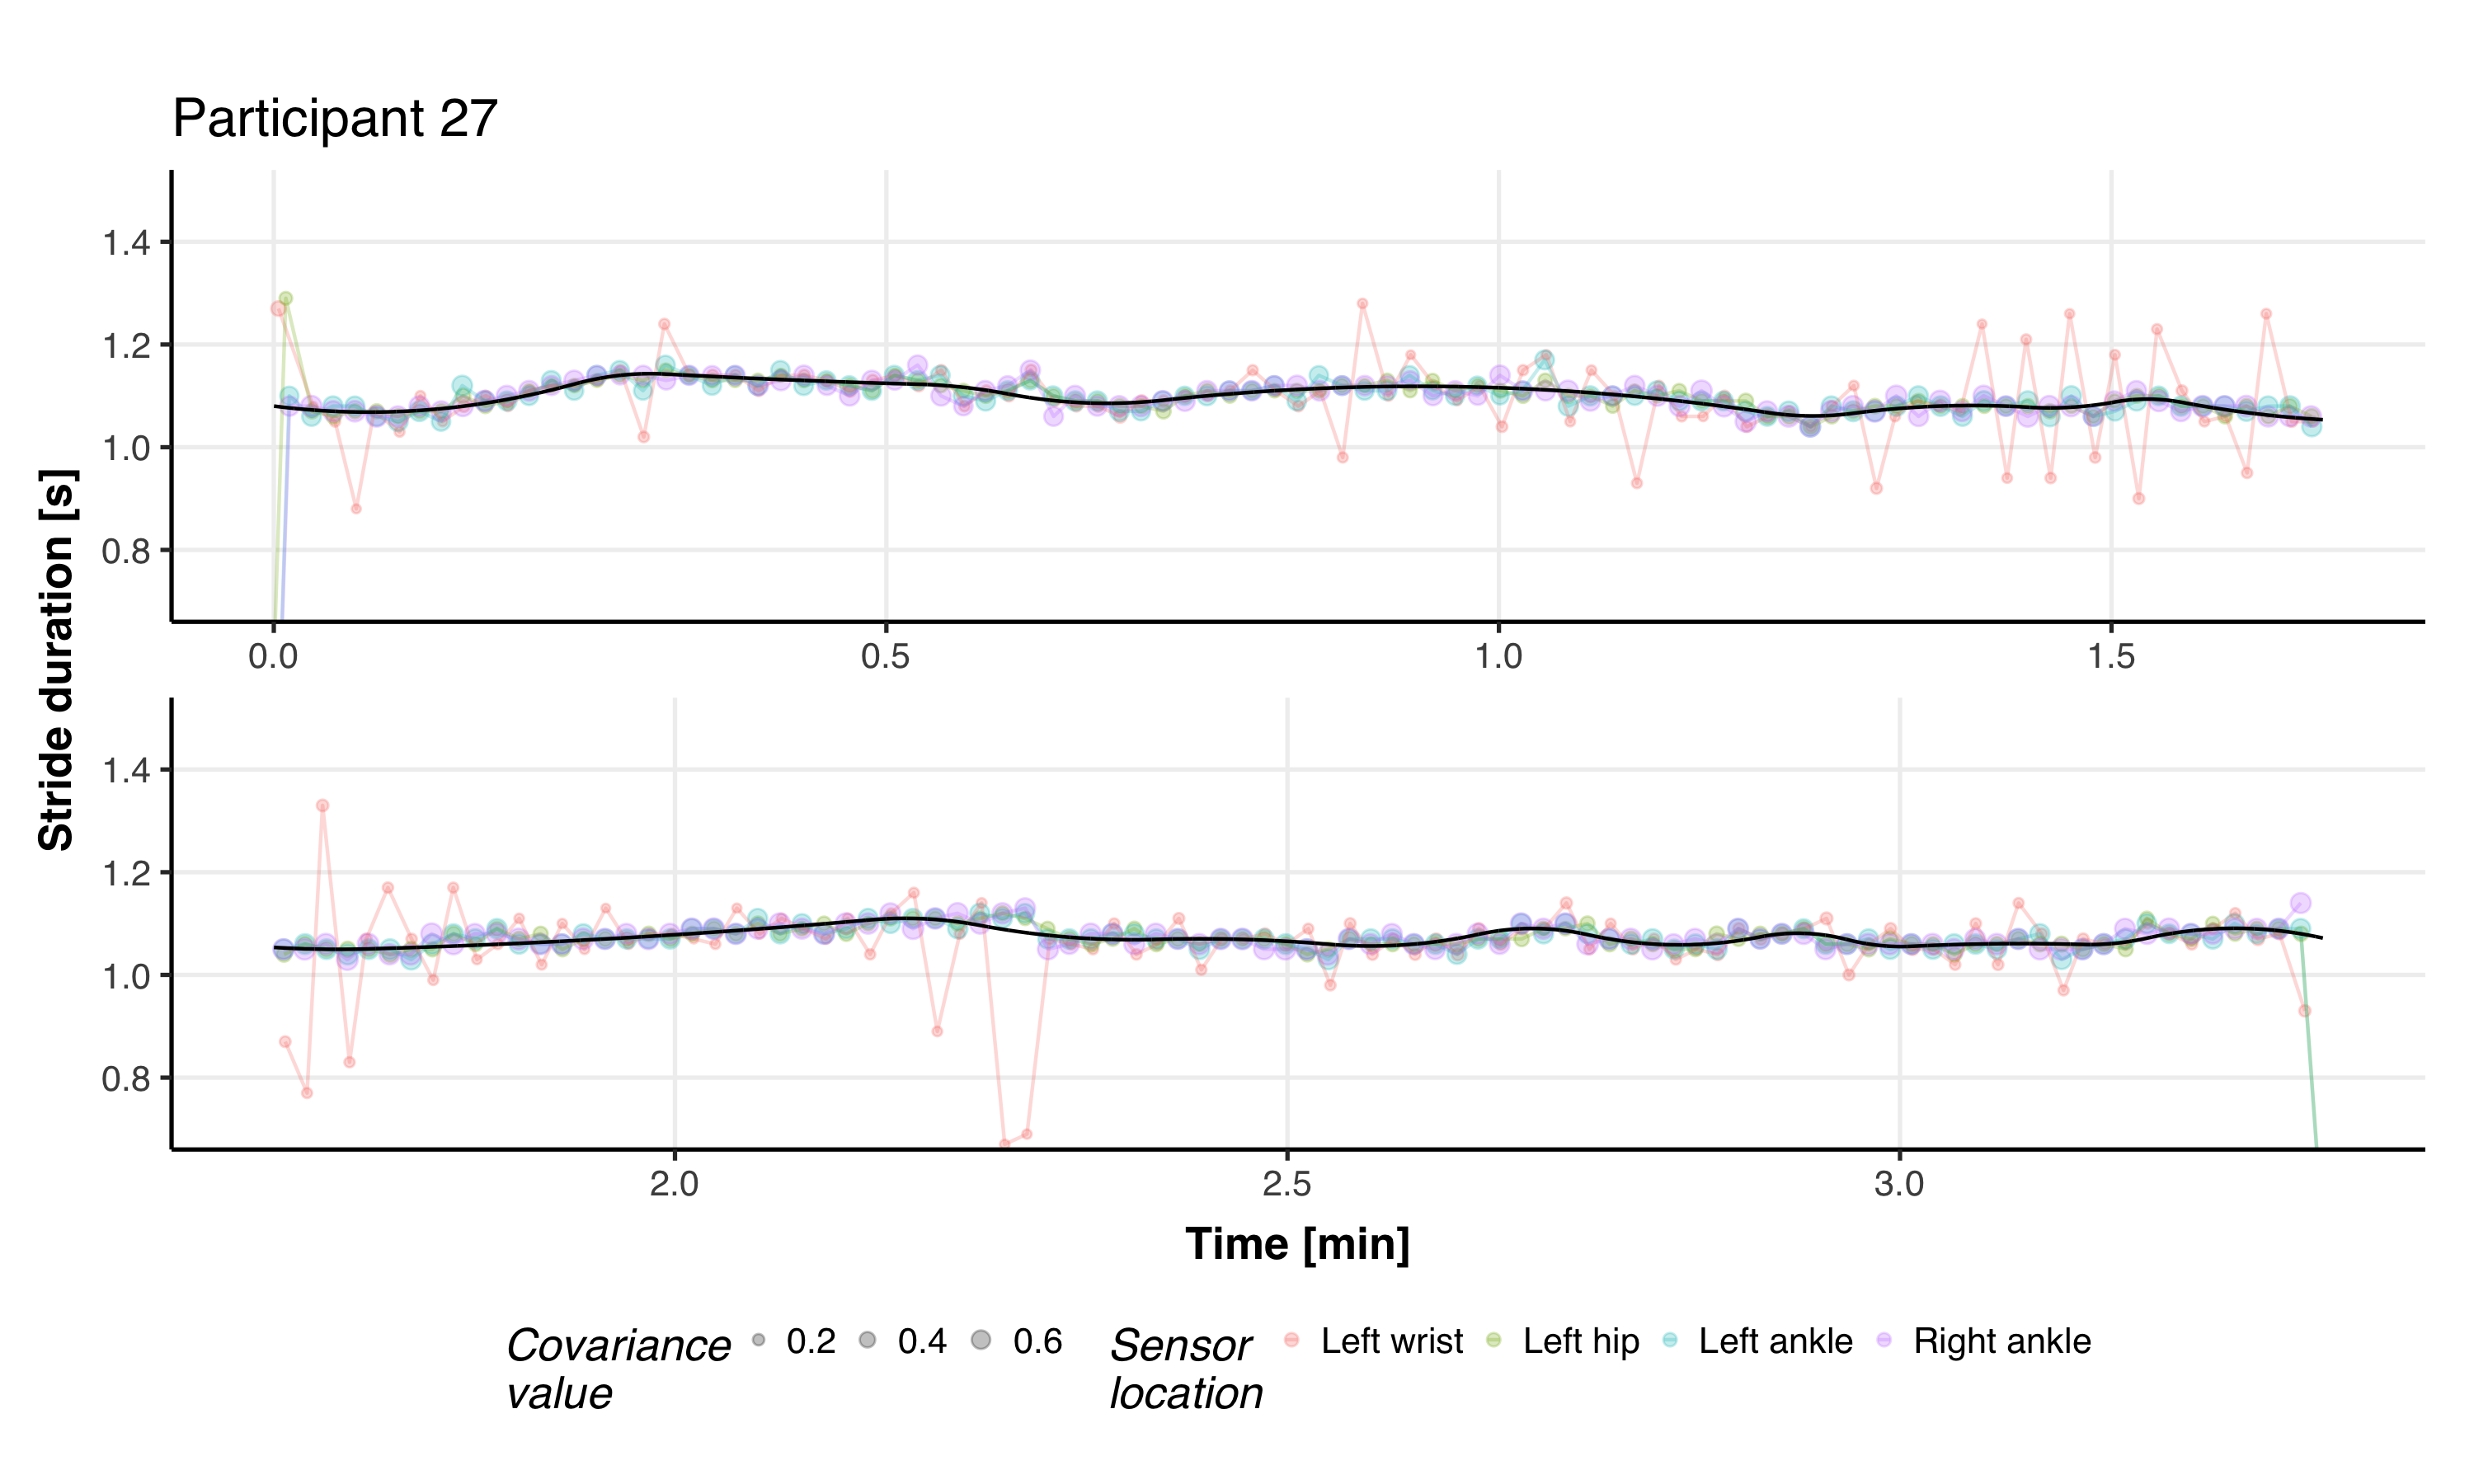 Participant 27
Stride duration [s]
1.4
1.2
1.0
0.8
0.0 0.5 1.0 1.5
1.4
1.2
1.0
0.8
2.0 2.5 3.0
Time [min]
Covariance value 0.2 0.4 0.6 Sensor location Left wrist Left hip Left ankle Right ankle